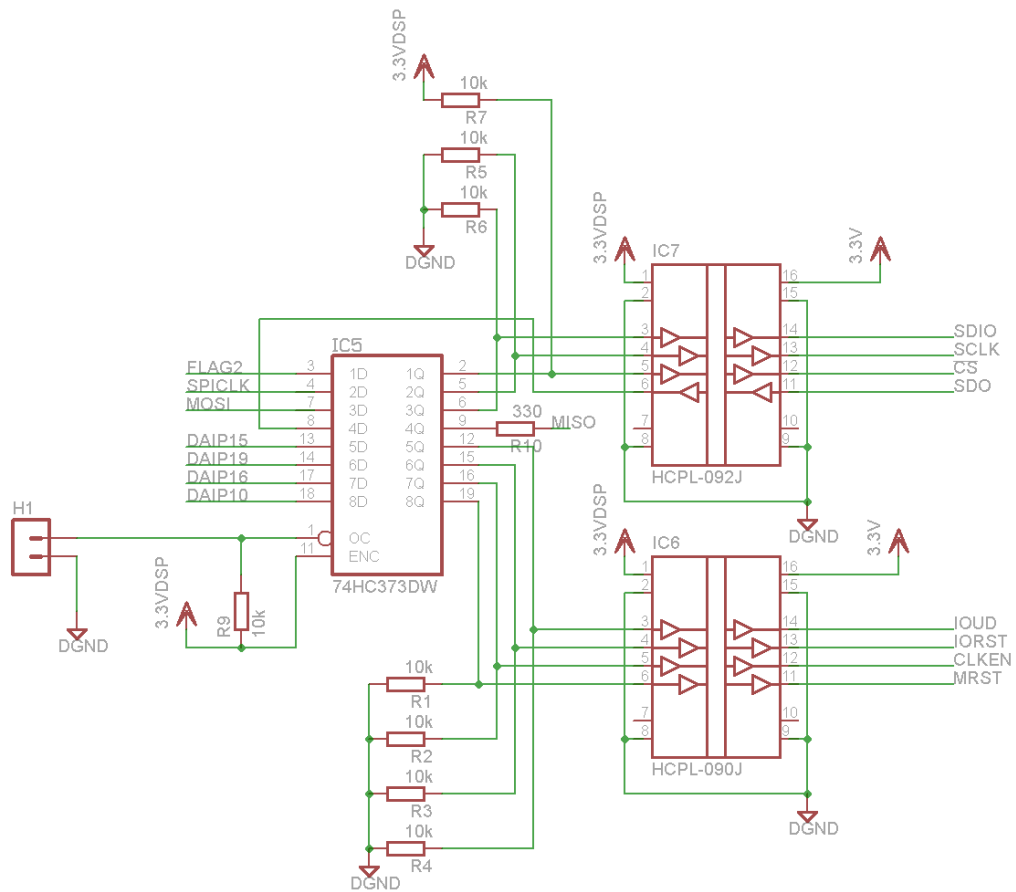 3.3VDSP
10k
R7
10k
R5
10k
R6
DGND
3.3VDSP
3.3V
IC7
1
2
3
4
5
6
7
8
16
15
14
13
12
11
10
9
SDIO
SCLK
CS
SDO
HCPL-092J
DGND
IC5
FLAG2 3 1D 1Q 2
SPICLK 4 2D 2Q 5
MOSI 7 3D 3Q 6
8 4D 4Q 9
330
R10
MISO
DAIP15 13 5D 5Q 12
DAIP19 14 6D 6Q 15
DAIP16 17 7D 7Q 16
DAIP10 18 8D 8Q 19
1 OC
11 ENC
74HC373DW
H1
DGND
3.3VDSP
R9
10k
3.3VDSP
3.3V
IC6
1
2
3
4
5
6
7
8
16
15
14
13
12
11
10
9
IOUD
IORST
CLKEN
MRST
HCPL-090J
DGND
10k
R1
10k
R2
10k
R3
10k
R4
DGND